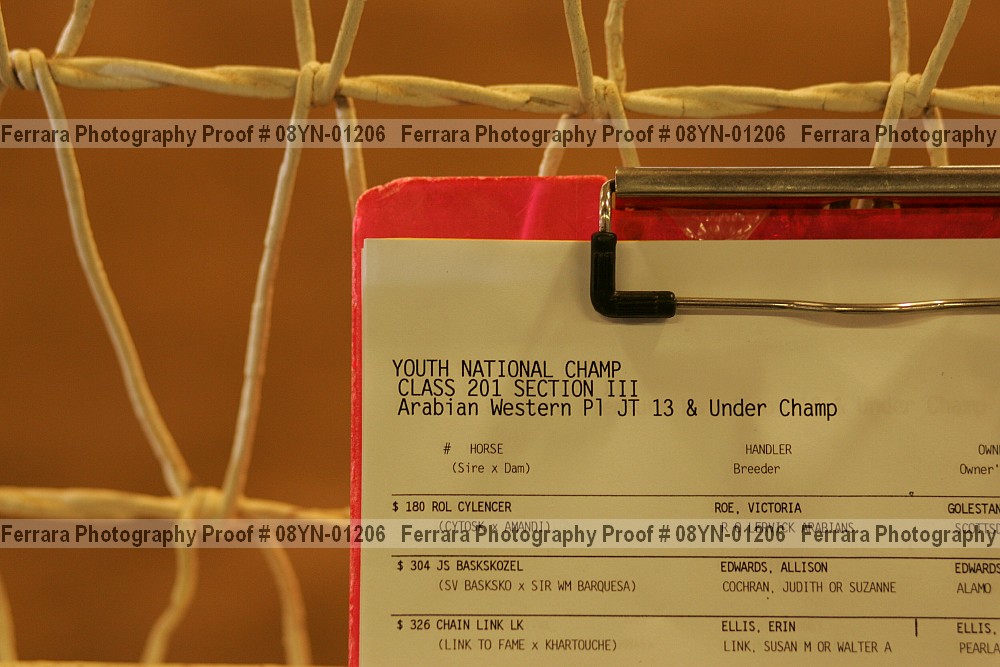 Ferrara Photography Proof # 08YN-01206 Ferrara Photography Proof # 08YN-01206 Ferrara Photography
YOUTH NATIONAL CHAMP
CLASS 201 SECTION III
Arabian Western Pl JT 13 & Under Champ
# HORSE HANDLER OWN
(Sire x Dam) Breeder Owner'
$ 180 ROL CYLENCER ROE, VICTORIA GOLESTAN
(CYTOSK x AMANDI) ARABIANS
Ferrara Photography Proof # 08YN-01206 Ferrara Photography Proof # 08YN-01206 Ferrara Photography
$ 304 JS BASKSKOZEL EDWARDS, ALLISON EDWARDS
(SV BASKSKO x SIR WM BARQUESA) COCHRAN, JUDITH OR SUZANNE ALAMO
$ 326 CHAIN LINK LK ELLIS, ERIN ELLIS,
(LINK TO FAME x KHARTOUCHE) LINK, SUSAN M OR WALTER A PEARLA